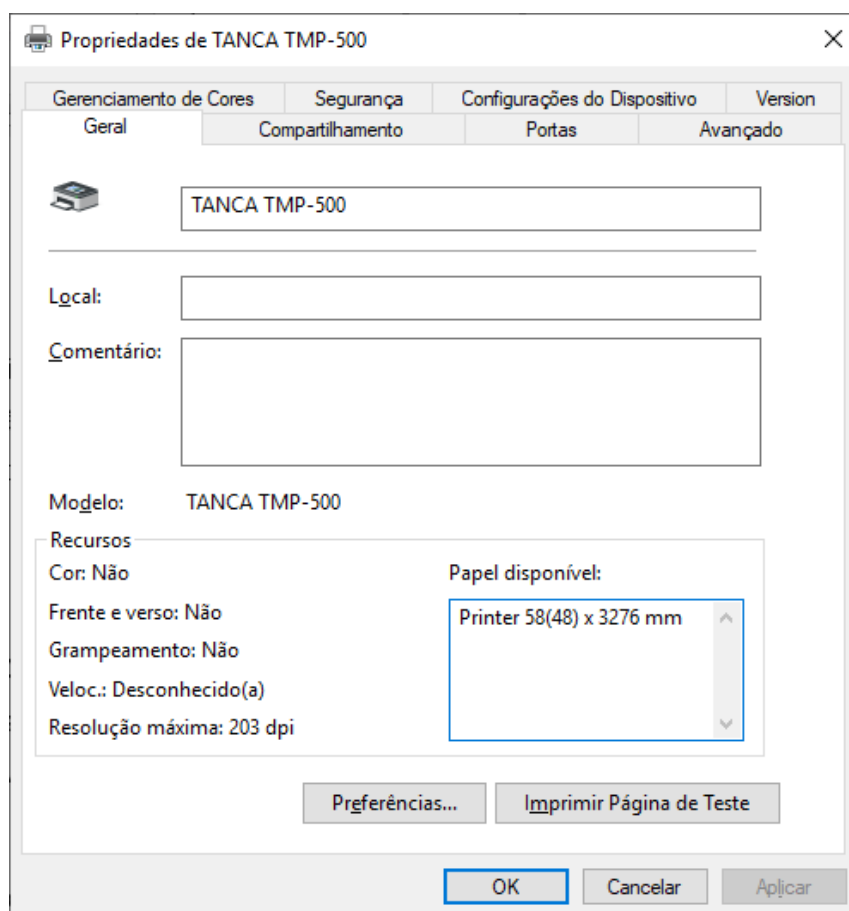 Propriedades de TANCA TMP-500
Gerenciamento de Cores Segurança Configurações do Dispositivo Version
Geral Compartilhamento Portas Avançado
TANCA TMP-500
Local:
Comentário:
Modelo: TANCA TMP-500
Recursos
Cor: Não Papel disponível:
Frente e verso: Não Printer 58(48) x 3276 mm
Grampeamento: Não
Veloc.: Desconhecido(a)
Resolução máxima: 203 dpi
Preferências... Imprimir Página de Teste
OK Cancelar Aplicar